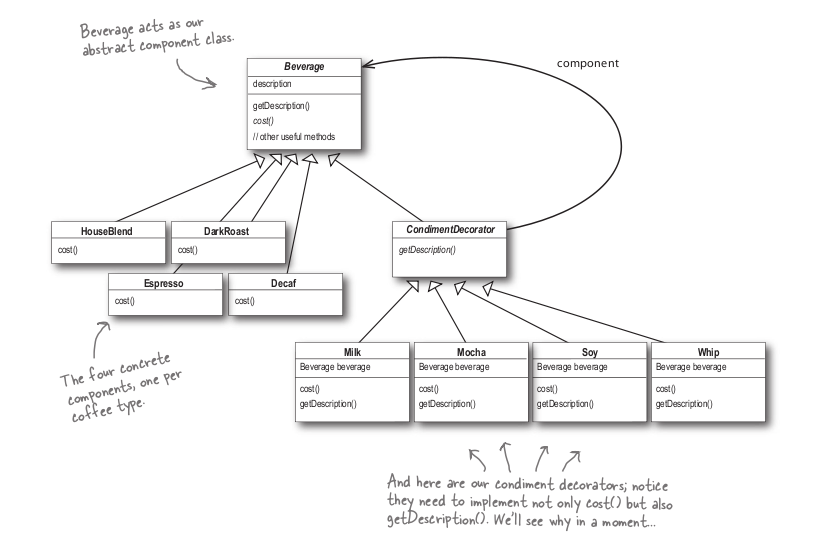 Beverage acts as our
abstract component class.
Beverage
description
getDescription()
cost()
// other useful methods
component
HouseBlend
cost()
DarkRoast
cost()
Espresso
cost()
Decaf
cost()
CondimentDecorator
getDescription()
The four concrete
components, one per
coffee type.
Milk
Beverage beverage
cost()
getDescription()
Mocha
Beverage beverage
cost()
getDescription()
Soy
Beverage beverage
cost()
getDescription()
Whip
Beverage beverage
cost()
getDescription()
And here are our condiment decorators; notice
they need to implement not only cost() but also
getDescription(). We'll see why in a moment...